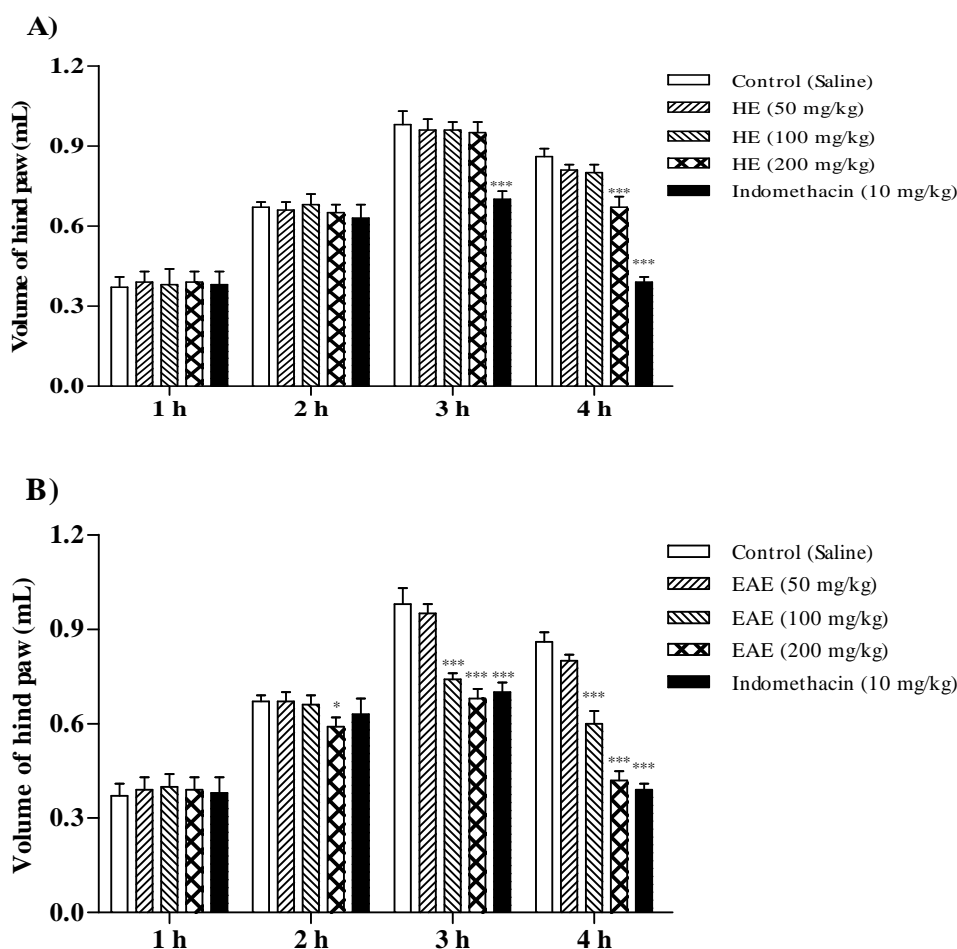 A)
Volume of hind paw (mL)
1.2
0.9
0.6
0.3
0.0
***
***
***
1 h
2 h
3 h
4 h
Control (Saline)
HE (50 mg/kg)
HE (100 mg/kg)
HE (200 mg/kg)
Indomethacin (10 mg/kg)
B)
Volume of hind paw (mL)
1.2
0.9
0.6
0.3
0.0
*
***
***
***
***
***
***
1 h
2 h
3 h
4 h
Control (Saline)
EAE (50 mg/kg)
EAE (100 mg/kg)
EAE (200 mg/kg)
Indomethacin (10 mg/kg)